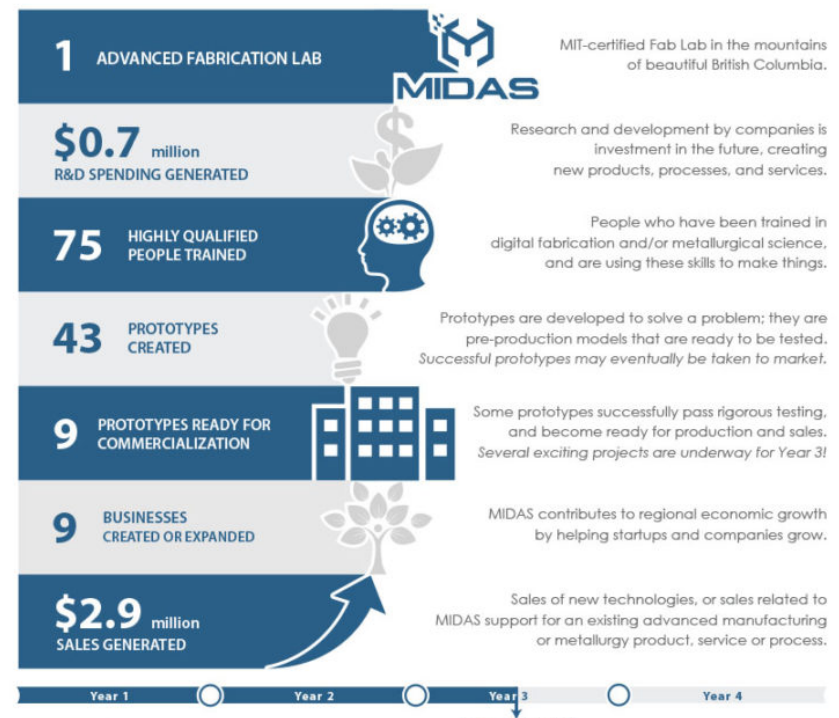 1 ADVANCED FABRICATION LAB
MIDAS
MIT-certified Fab Lab in the mountains
of beautiful British Columbia.
$0.7 million
R&D SPENDING GENERATED
$
Research and development by companies is
investment in the future, creating
new products, processes, and services.
75 HIGHLY QUALIFIED
PEOPLE TRAINED
People who have been trained in
digital fabrication and/or metallurgical science,
and are using these skills to make things.
43 PROTOTYPES
CREATED
Prototypes are developed to solve a problem; they are
pre-production models that are ready to be tested.
Successful prototypes may eventually be taken to market.
9 PROTOTYPES READY FOR
COMMERCIALIZATION
Some prototypes successfully pass rigorous testing,
and become ready for production and sales.
Several exciting projects are underway for Year 3!
9 BUSINESSES
CREATED OR EXPANDED
MIDAS contributes to regional economic growth
by helping startups and companies grow.
$2.9 million
SALES GENERATED
Sales of new technologies, or sales related to
MIDAS support for an existing advanced manufacturing
or metallurgy product, service or process.
Year 1 Year 2 Year 3 Year 4